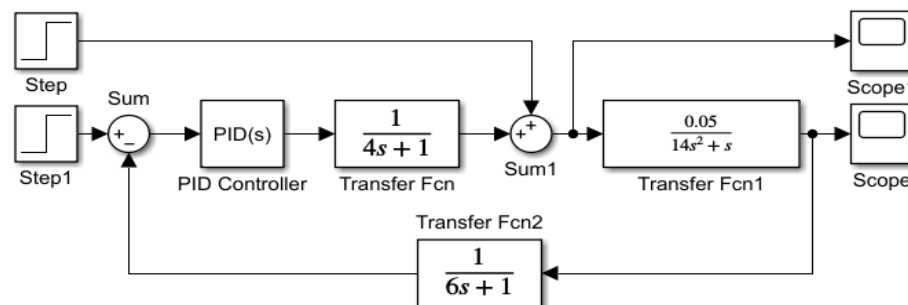 Step
Scope1
Sum
+
−
Step1
PID(s)
PID Controller
1
4s + 1
Transfer Fcn
+
+
Sum1
0.05
14s² + s
Transfer Fcn1
Scope
Transfer Fcn2
1
6s + 1